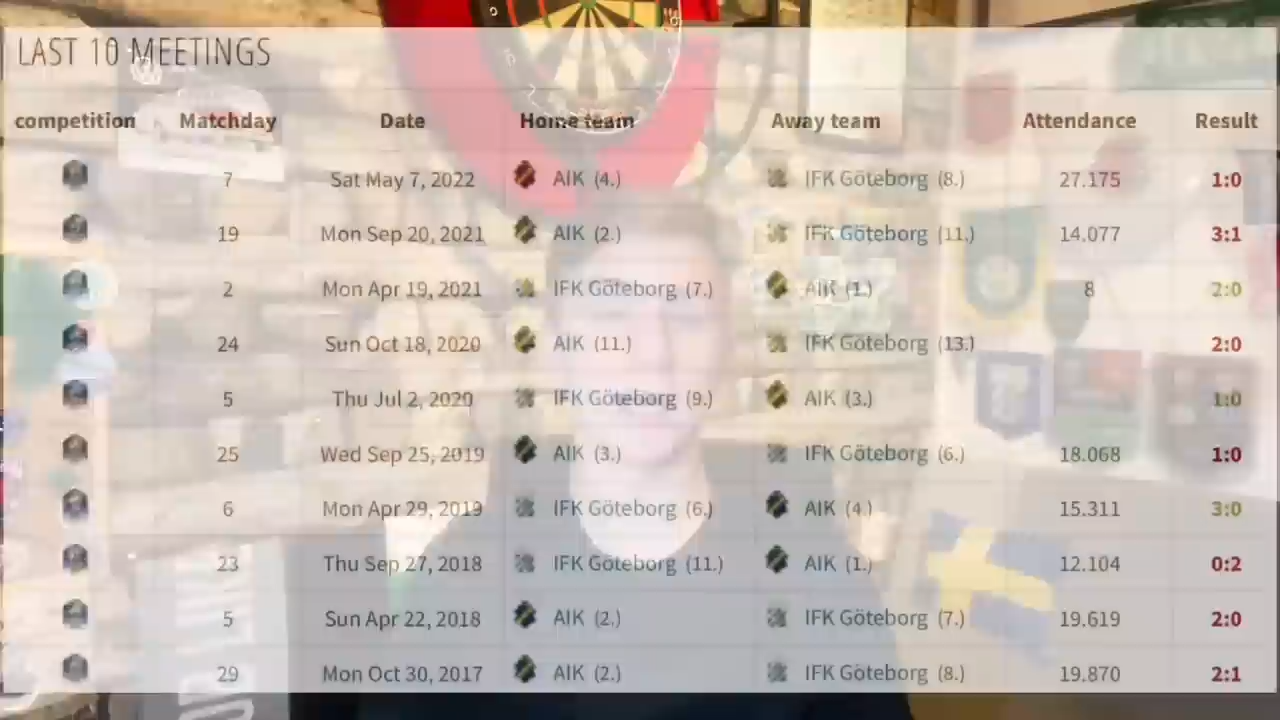 LAST 10 MEETINGS
competition Matchday Date Home team Away team Attendance Result
7 Sat May 7, 2022 AIK (4.) IFK Göteborg (8.) 27.175 1:0
19 Mon Sep 20, 2021 AIK (2.) IFK Göteborg (11.) 14.077 3:1
2 Mon Apr 19, 2021 IFK Göteborg (7.) AIK (1.) 8 2:0
24 Sun Oct 18, 2020 AIK (11.) IFK Göteborg (13.) 2:0
5 Thu Jul 2, 2020 IFK Göteborg (9.) AIK (3.) 1:0
25 Wed Sep 25, 2019 AIK (3.) IFK Göteborg (6.) 18.068 1:0
6 Mon Apr 29, 2019 IFK Göteborg (6.) AIK (4.) 15.311 3:0
23 Thu Sep 27, 2018 IFK Göteborg (11.) AIK (1.) 12.104 0:2
5 Sun Apr 22, 2018 AIK (2.) IFK Göteborg (7.) 19.619 2:0
29 Mon Oct 30, 2017 AIK (2.) IFK Göteborg (8.) 19.870 2:1